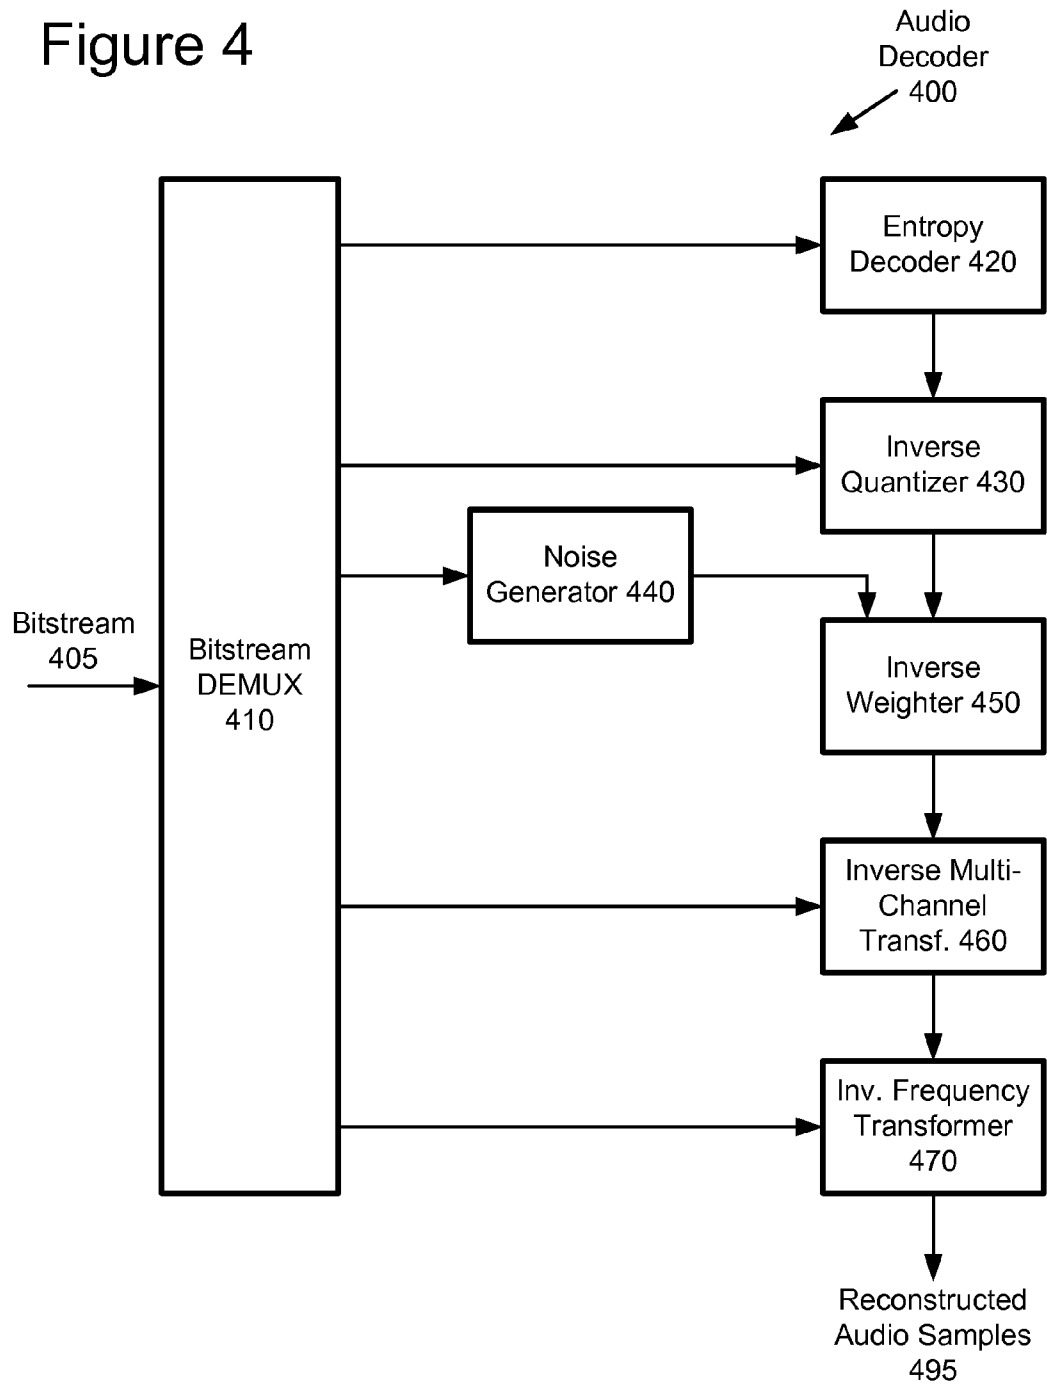 Figure 4
Audio
Decoder
400
Entropy
Decoder 420
Inverse
Quantizer 430
Noise
Generator 440
Bitstream
405
Bitstream
DEMUX
410
Inverse
Weighter 450
Inverse Multi-
Channel
Transf. 460
Inv. Frequency
Transformer
470
Reconstructed
Audio Samples
495